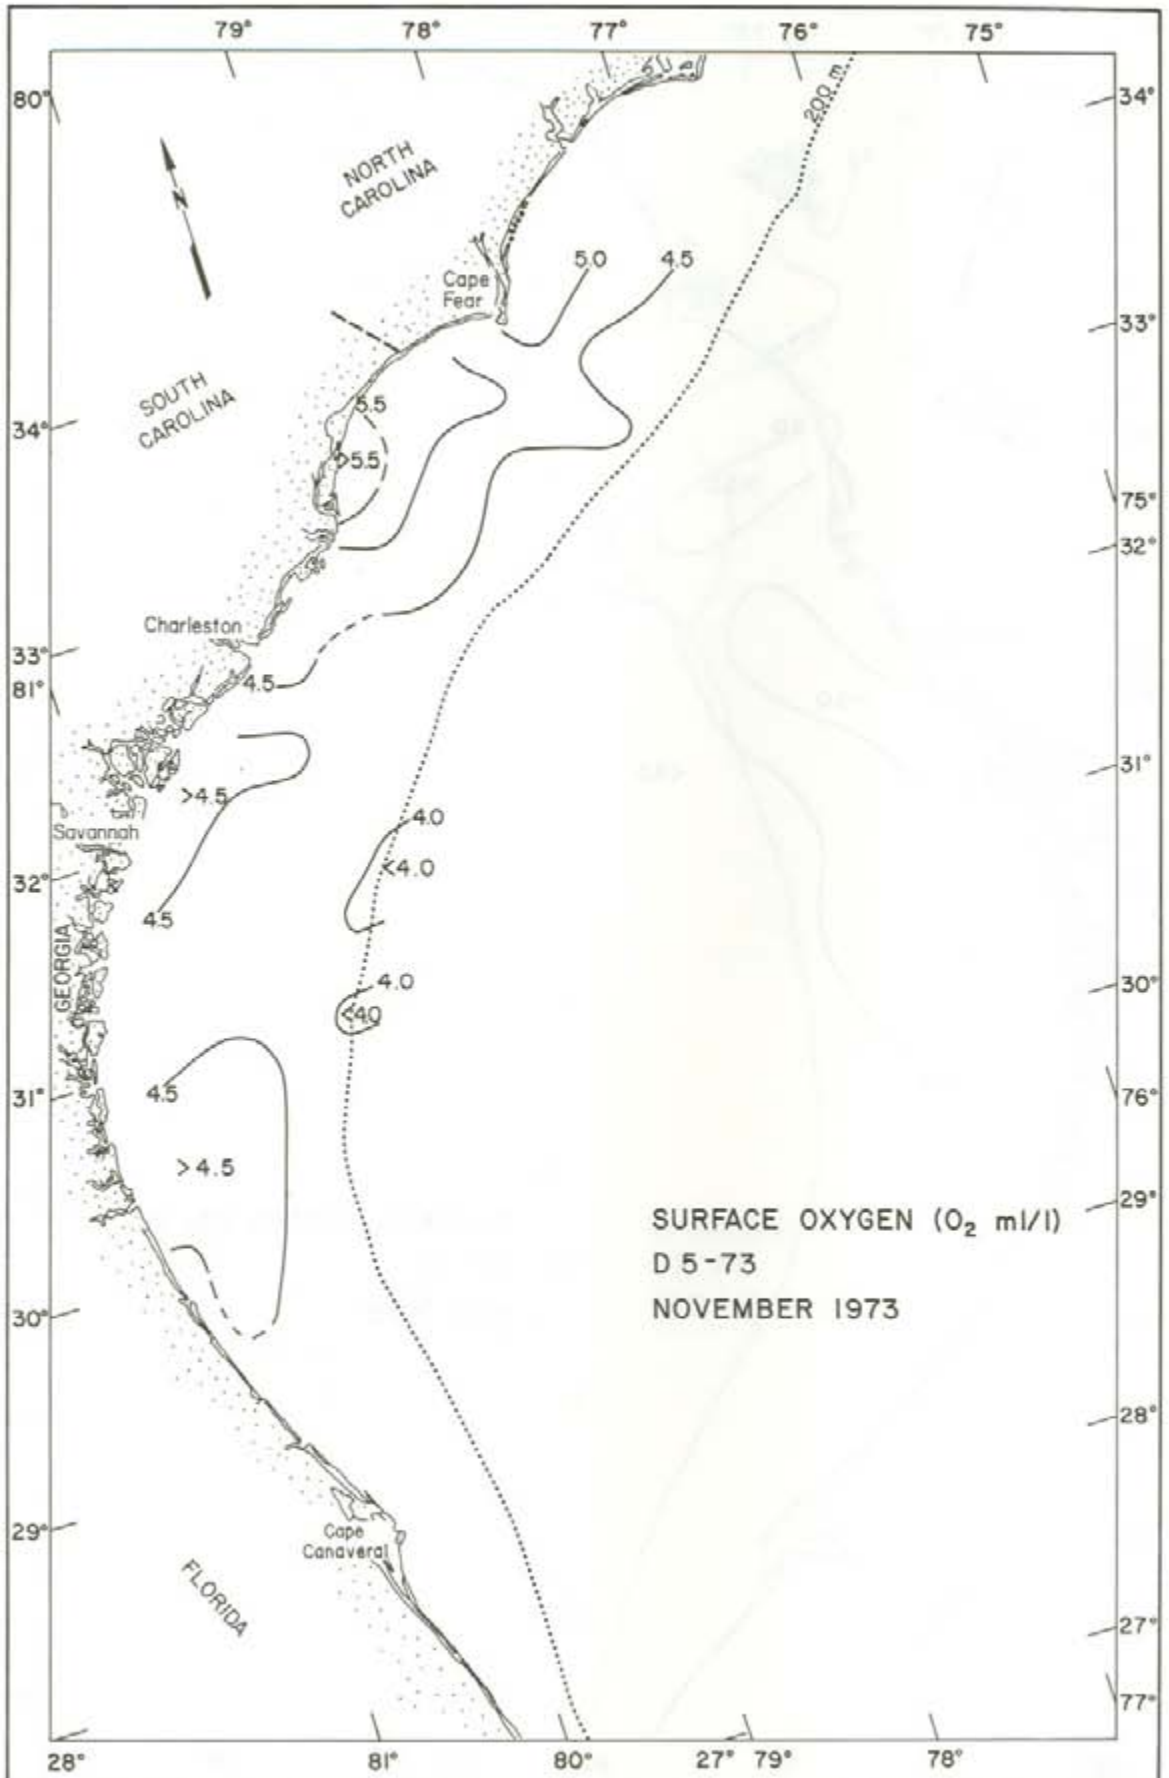 79° 78° 77° 76° 75°
80°
34°
200 m
N
NORTH
CAROLINA
5.0
4.5
Cape
Fear
33°
SOUTH
CAROLINA
5.5
34°
>5.5
75°
32°
Charleston
33°
81°
4.5
31°
>4.5
4.0
Savannah
<4.0
32°
4.5
GEORGIA
4.0
30°
<4.0
31°
4.5
76°
>4.5
29°
SURFACE OXYGEN (O₂ ml/l)
D 5-73
NOVEMBER 1973
30°
28°
29°
Cape
Canaveral
FLORIDA
27°
77°
28° 81° 80° 27° 79° 78°